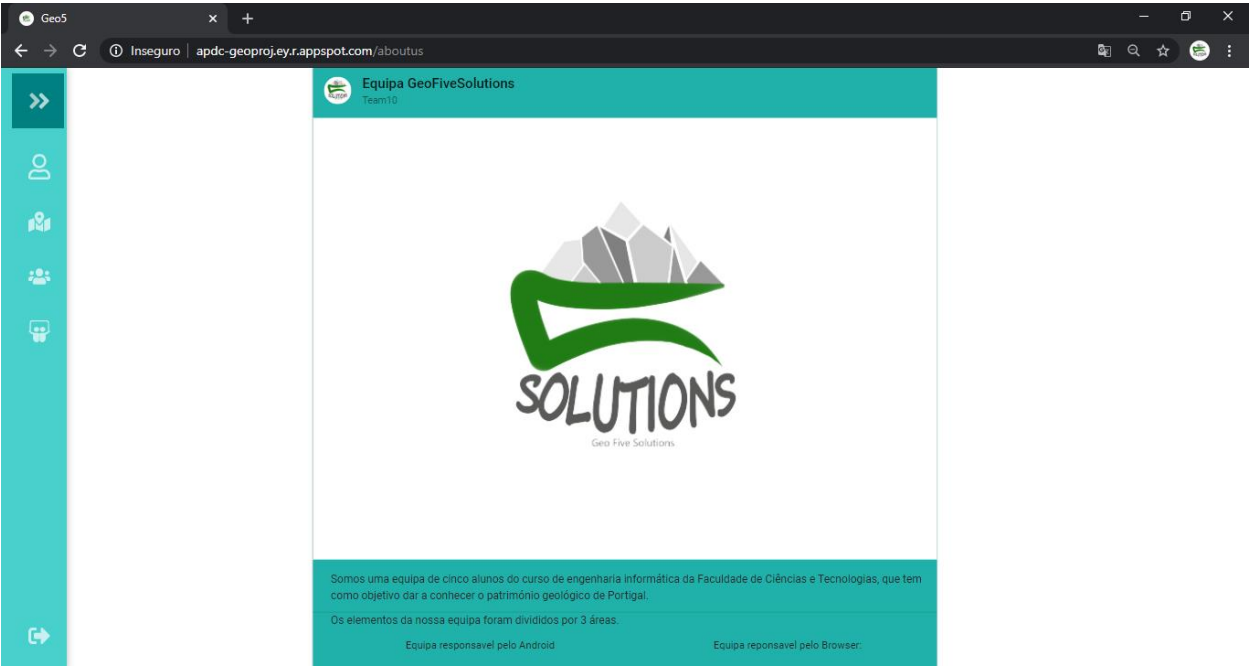 Geo5
Inseguro apdc-geoproj.ey.r.appspot.com/aboutus
Equipa GeoFiveSolutions
Team10
SOLUTIONS
Geo Five Solutions
Somos uma equipa de cinco alunos do curso de engenharia informática da Faculdade de Ciências e Tecnologias, que tem
como objetivo dar a conhecer o património geológico de Portigal.
Os elementos da nossa equipa foram divididos por 3 áreas.
Equipa responsavel pelo Android
Equipa reponsavel pelo Browser: